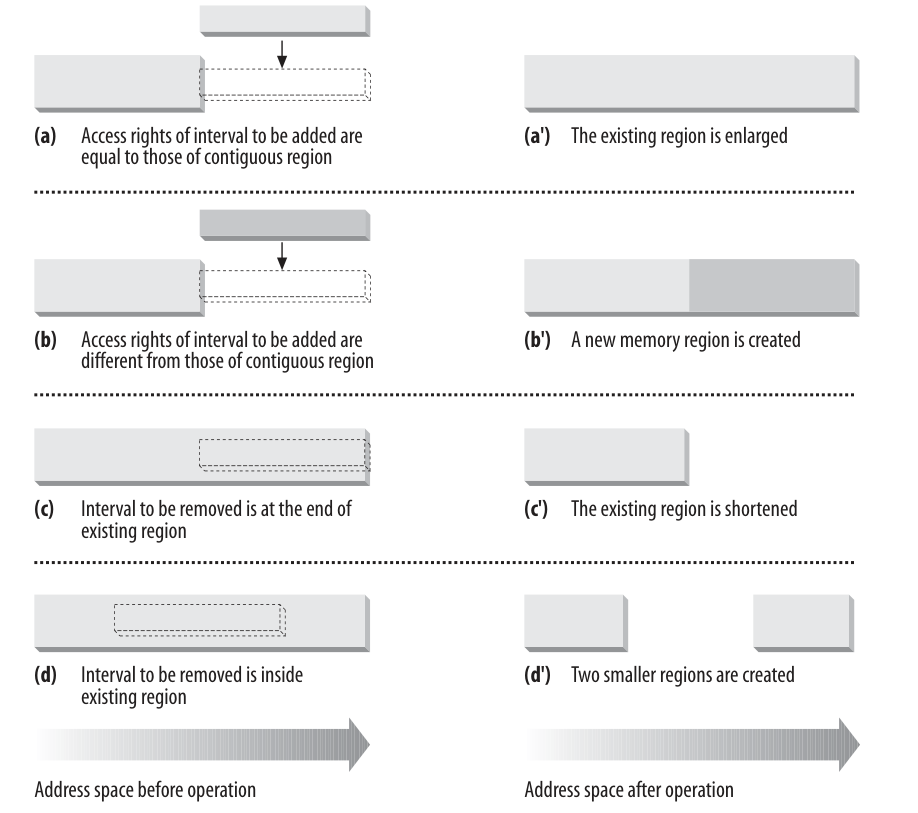 (a) Access rights of interval to be added are
equal to those of contiguous region
(a') The existing region is enlarged
(b) Access rights of interval to be added are
different from those of contiguous region
(b') A new memory region is created
(c) Interval to be removed is at the end of
existing region
(c') The existing region is shortened
(d) Interval to be removed is inside
existing region
(d') Two smaller regions are created
Address space before operation
Address space after operation